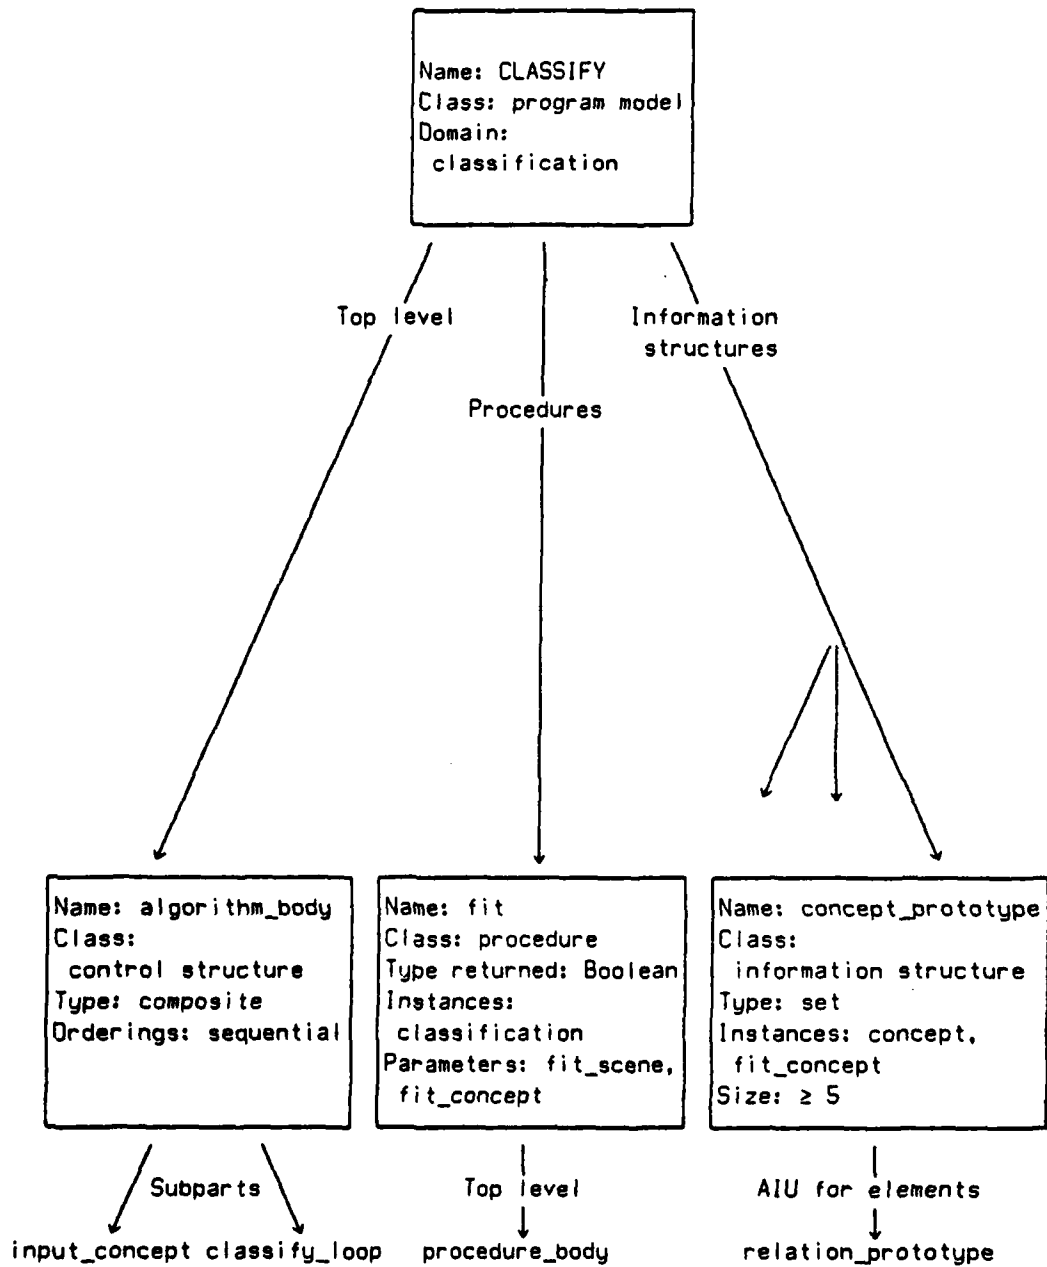 Name: CLASSIFY
Class: program model
Domain:
classification
Top level
Information
structures
Procedures
Name: algorithm_body
Class:
control structure
Type: composite
Orderings: sequential
Name: fit
Class: procedure
Type returned: Boolean
Instances:
classification
Parameters: fit_scene,
fit_concept
Name: concept_prototype
Class:
information structure
Type: set
Instances: concept,
fit_concept
Size: ≥ 5
Subparts
Top level
AIU for elements
input_concept classify_loop
procedure_body
relation_prototype